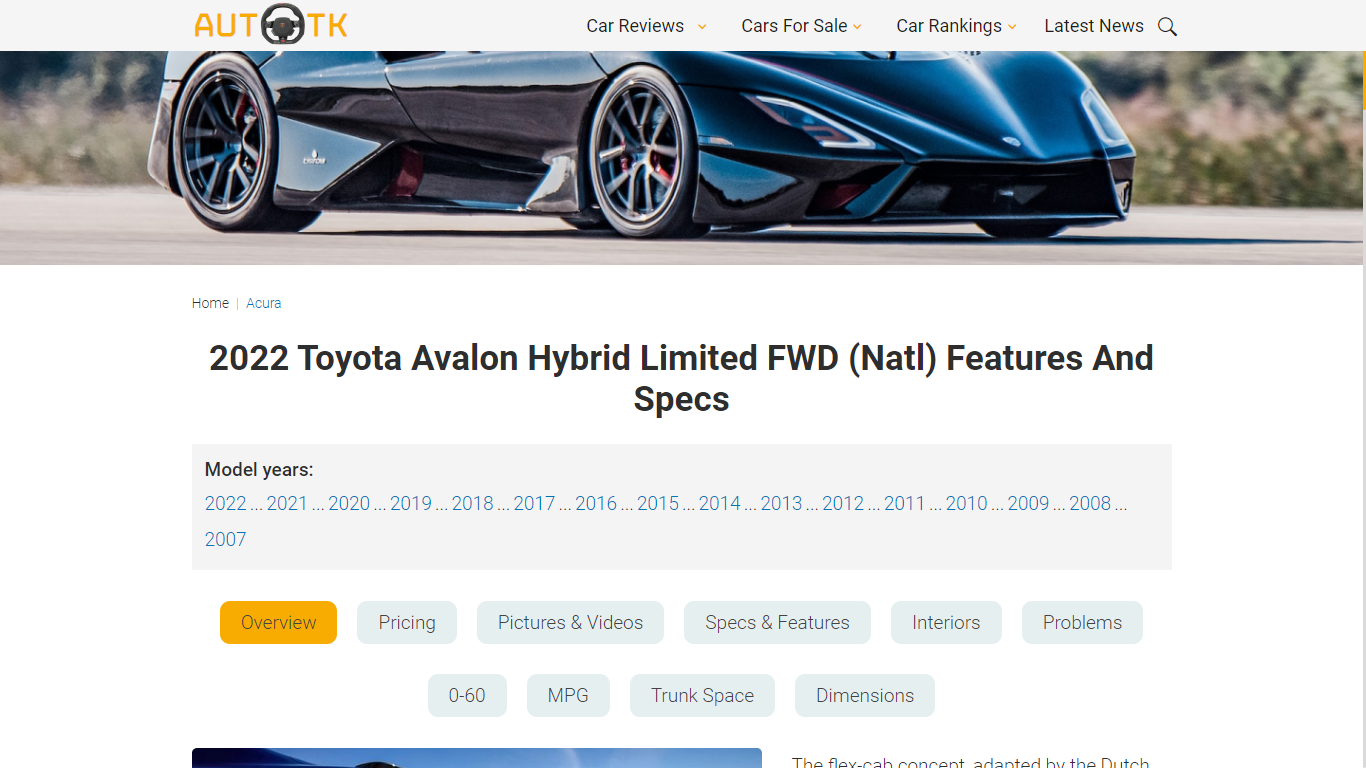 AUTOTK
Car Reviews
Cars For Sale
Car Rankings
Latest News
Home | Acura
2022 Toyota Avalon Hybrid Limited FWD (Natl) Features And
Specs
Model years:
2022 ... 2021 ... 2020 ... 2019 ... 2018 ... 2017 ... 2016 ... 2015 ... 2014 ... 2013 ... 2012 ... 2011 ... 2010 ... 2009 ... 2008 ...
2007
Overview
Pricing
Pictures & Videos
Specs & Features
Interiors
Problems
0-60
MPG
Trunk Space
Dimensions
The flex-cab concept, adapted by the Dutch